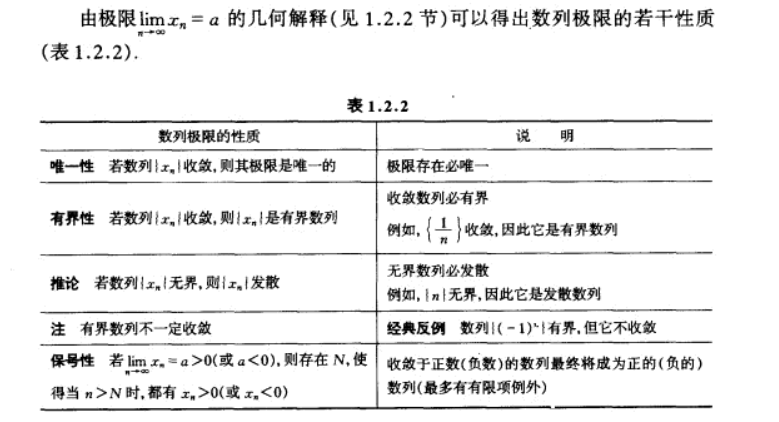 由极限lim x_n = a 的几何解释(见 1.2.2 节)可以得出数列极限的若干性质
n→∞
(表1.2.2).
表 1.2.2
数列极限的性质 说 明
唯一性 若数列{x_n}收敛,则其极限是唯一的 极限存在必唯一
有界性 若数列{x_n}收敛,则{x_n}是有界数列 收敛数列必有界
例如,{1/n}收敛,因此它是有界数列
推论 若数列{x_n}无界,则{x_n}发散 无界数列必发散
例如,{n}无界,因此它是发散数列
注 有界数列不一定收敛 经典反例 数列{(-1)^n}有界,但它不收敛
保号性 若 lim x_n = a>0(或 a<0),则存在 N,使 收敛于正数(负数)的数列最终将成为正的(负的)
n→∞
得当 n>N 时,都有 x_n>0(或 x_n<0) 数列(最多有有限项例外)